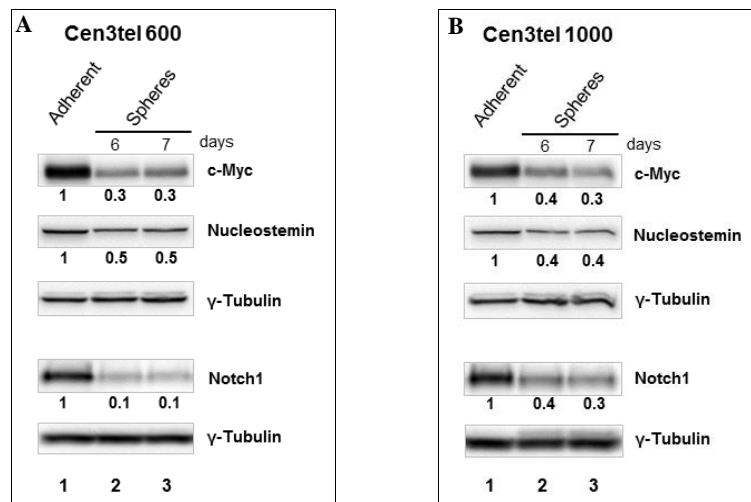 A
Cen3tel 600
Adherent
Spheres
6 7 days
c-Myc
1 0.3 0.3
Nucleostemin
1 0.5 0.5
γ-Tubulin
Notch1
1 0.1 0.1
γ-Tubulin
1 2 3
B
Cen3tel 1000
Adherent
Spheres
6 7 days
c-Myc
1 0.4 0.3
Nucleostemin
1 0.4 0.4
γ-Tubulin
Notch1
1 0.4 0.3
γ-Tubulin
1 2 3